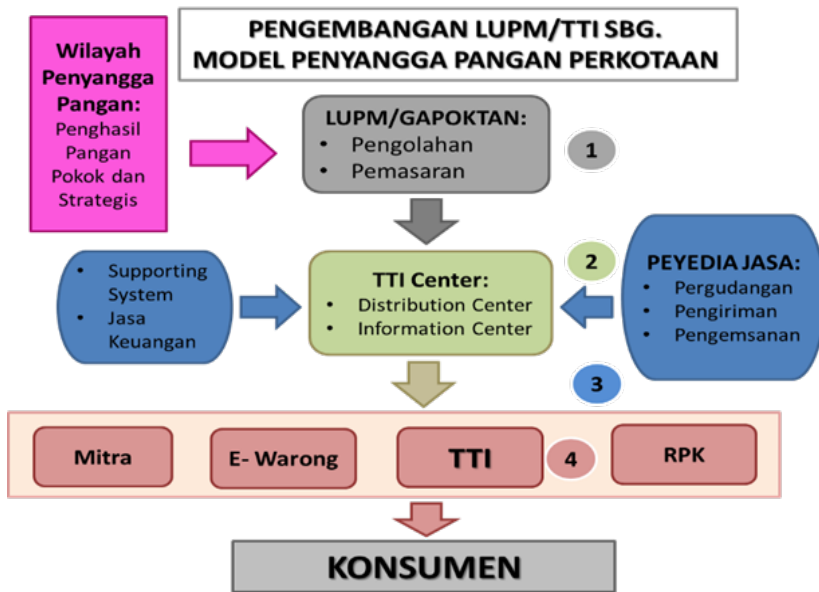 PENGEMBANGAN LUPM/TTI SBG.
MODEL PENYANGGA PANGAN PERKOTAAN
Wilayah
Penyangga
Pangan:
Penghasil
Pangan
Pokok dan
Strategis
LUPM/GAPOKTAN:
• Pengolahan
• Pemasaran
1
• Supporting
System
• Jasa
Keuangan
TTI Center:
• Distribution Center
• Information Center
2
PEYEDIA JASA:
• Pergudangan
• Pengiriman
• Pengemsanan
3
Mitra
E- Warong
TTI
4
RPK
KONSUMEN